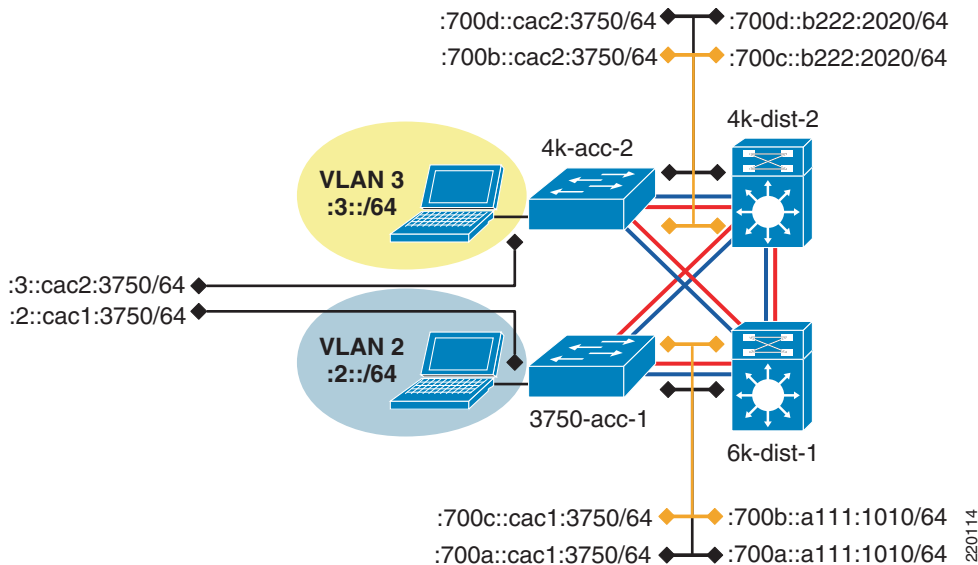 :700d::cac2:3750/64 :700d::b222:2020/64
:700b::cac2:3750/64 :700c::b222:2020/64
4k-dist-2
4k-acc-2
VLAN 3
:3::/64
:3::cac2:3750/64
:2::cac1:3750/64
VLAN 2
:2::/64
3750-acc-1
6k-dist-1
:700c::cac1:3750/64 :700b::a111:1010/64
:700a::cac1:3750/64 :700a::a111:1010/64
220114